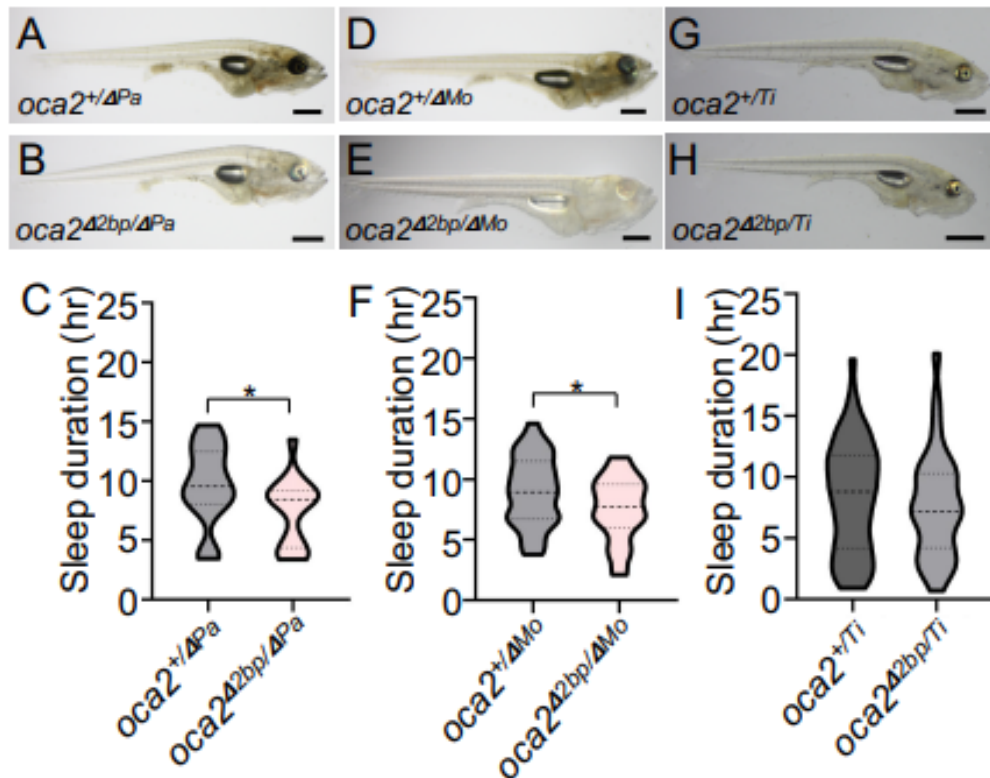 A
oca2+/ΔPa
D
oca2+/ΔMo
G
oca2+/Ti
B
oca2Δ2bp/ΔPa
E
oca2Δ2bp/ΔMo
H
oca2Δ2bp/Ti
C
Sleep duration (hr)
25
20
15
10
5
0
*
oca2+/ΔPa
oca2Δ2bp/ΔPa
F
Sleep duration (hr)
25
20
15
10
5
0
*
oca2+/ΔMo
oca2Δ2bp/ΔMo
I
Sleep duration (hr)
25
20
15
10
5
0
oca2+/Ti
oca2Δ2bp/Ti